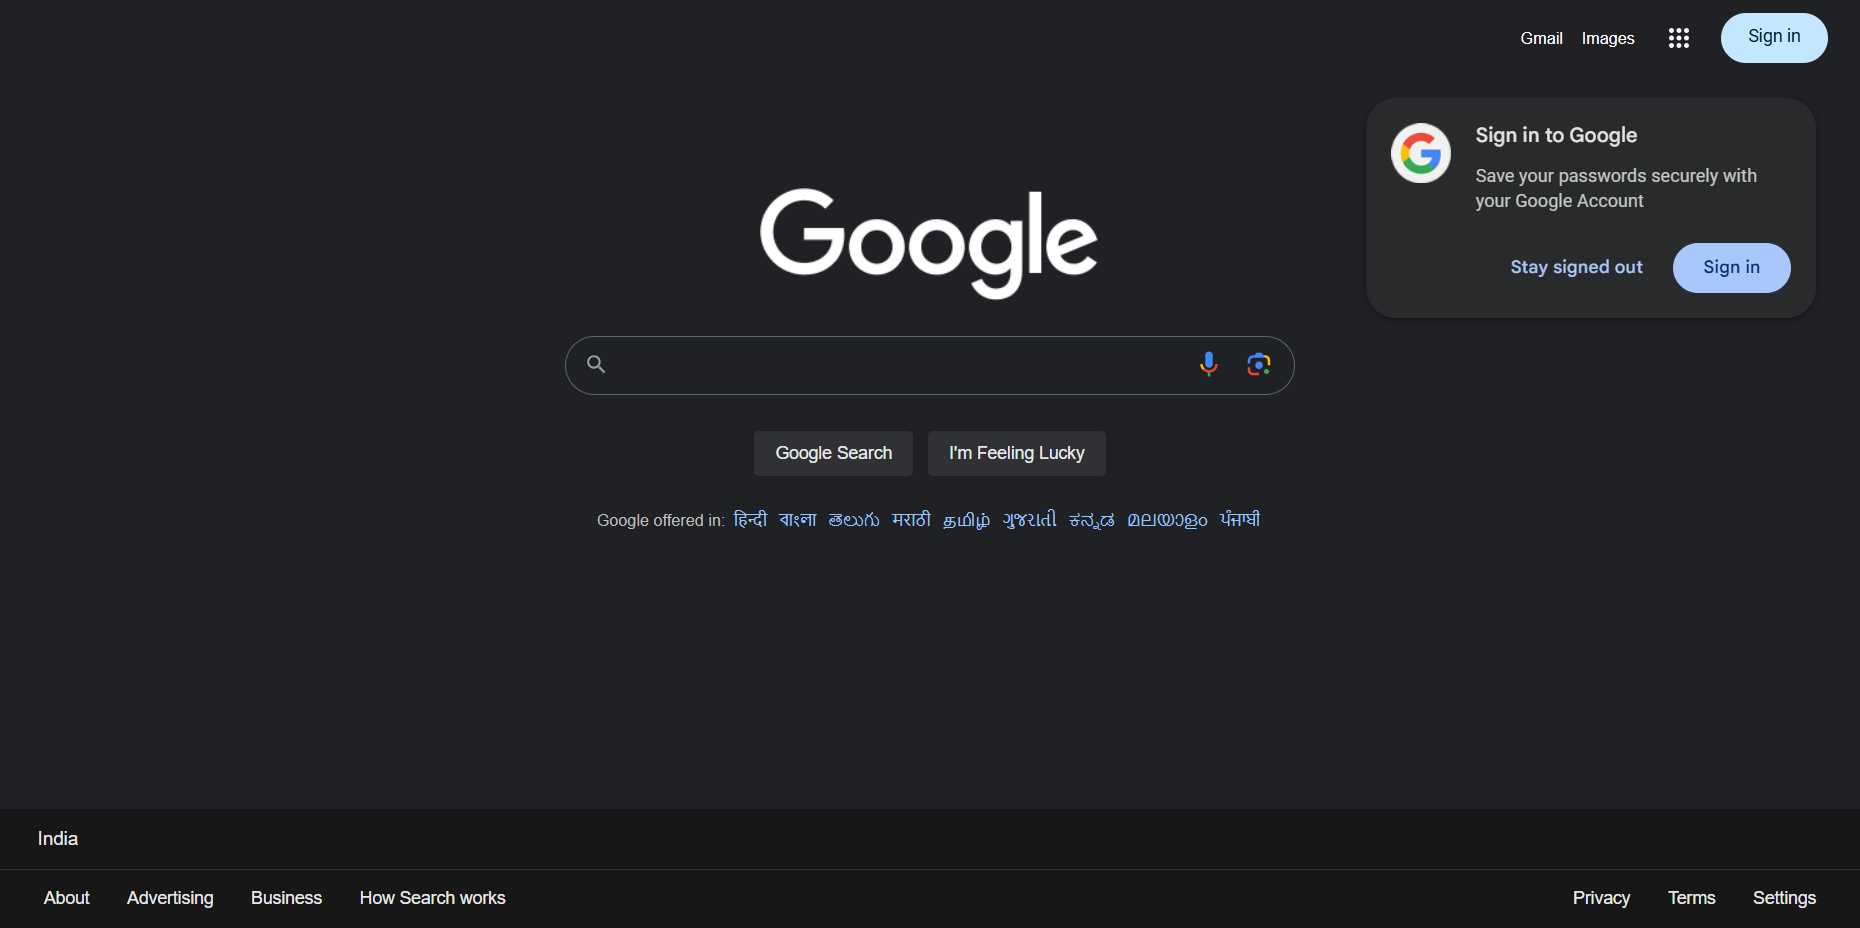 Gmail Images Sign in
Sign in to Google
Save your passwords securely with
your Google Account
Stay signed out Sign in
Google
Google Search I'm Feeling Lucky
Google offered in: हिन्दी বাংলা తెలుగు मराठी தமிழ் ગુજરાતી ಕನ್ನಡ മലയാളം ਪੰਜਾਬੀ
India
About Advertising Business How Search works Privacy Terms Settings